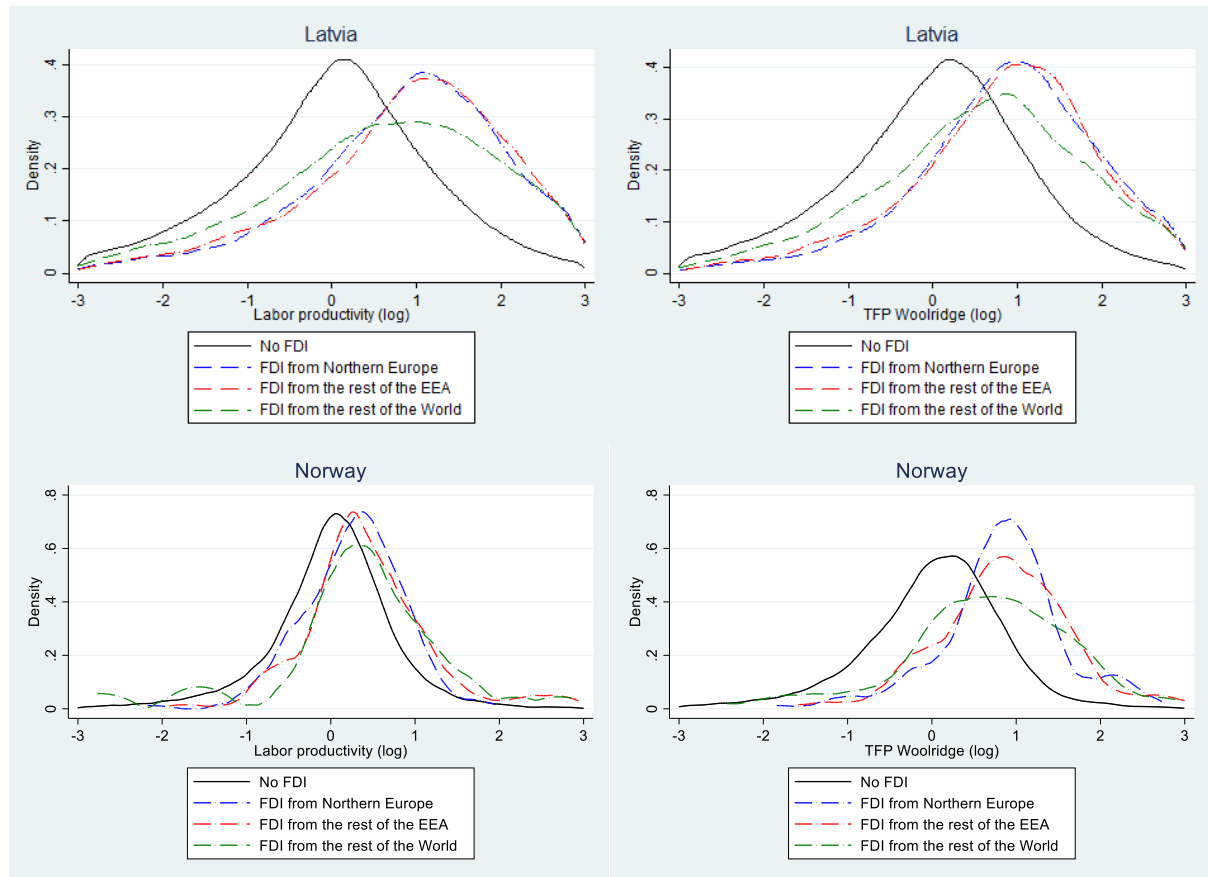 Latvia
Density
.4
.3
.2
.1
0
-3 -2 -1 0 1 2 3
Labor productivity (log)
No FDI
FDI from Northern Europe
FDI from the rest of the EEA
FDI from the rest of the World
Latvia
Density
.4
.3
.2
.1
0
-3 -2 -1 0 1 2 3
TFP Woolridge (log)
No FDI
FDI from Northern Europe
FDI from the rest of the EEA
FDI from the rest of the World
Norway
Density
.8
.6
.4
.2
0
-3 -2 -1 0 1 2 3
Labor productivity (log)
No FDI
FDI from Northern Europe
FDI from the rest of the EEA
FDI from the rest of the World
Norway
Density
.8
.6
.4
.2
0
-3 -2 -1 0 1 2 3
TFP Woolridge (log)
No FDI
FDI from Northern Europe
FDI from the rest of the EEA
FDI from the rest of the World